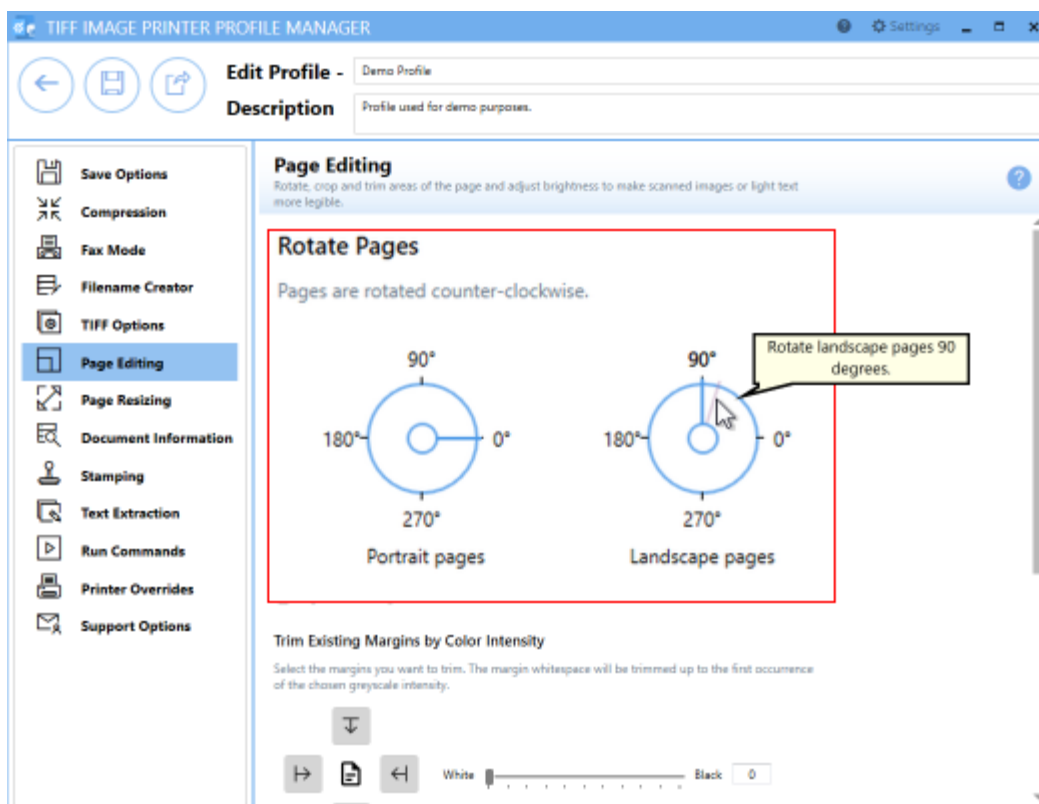 TIFF IMAGE PRINTER PROFILE MANAGER
Settings
Edit Profile - Demo Profile
Description Profile used for demo purposes.
Save Options
Compression
Fax Mode
Filename Creator
TIFF Options
Page Editing
Page Resizing
Document Information
Stamping
Text Extraction
Run Commands
Printer Overrides
Support Options
Page Editing
Rotate, crop and trim areas of the page and adjust brightness to make scanned images or light text
more legible.
Rotate Pages
Pages are rotated counter-clockwise.
90°
180° 0°
270°
Portrait pages
90°
180° 0°
270°
Landscape pages
Rotate landscape pages 90
degrees.
Trim Existing Margins by Color Intensity
Select the margins you want to trim. The margin whitespace will be trimmed up to the first occurrence
of the chosen greyscale intensity.
White Black 0